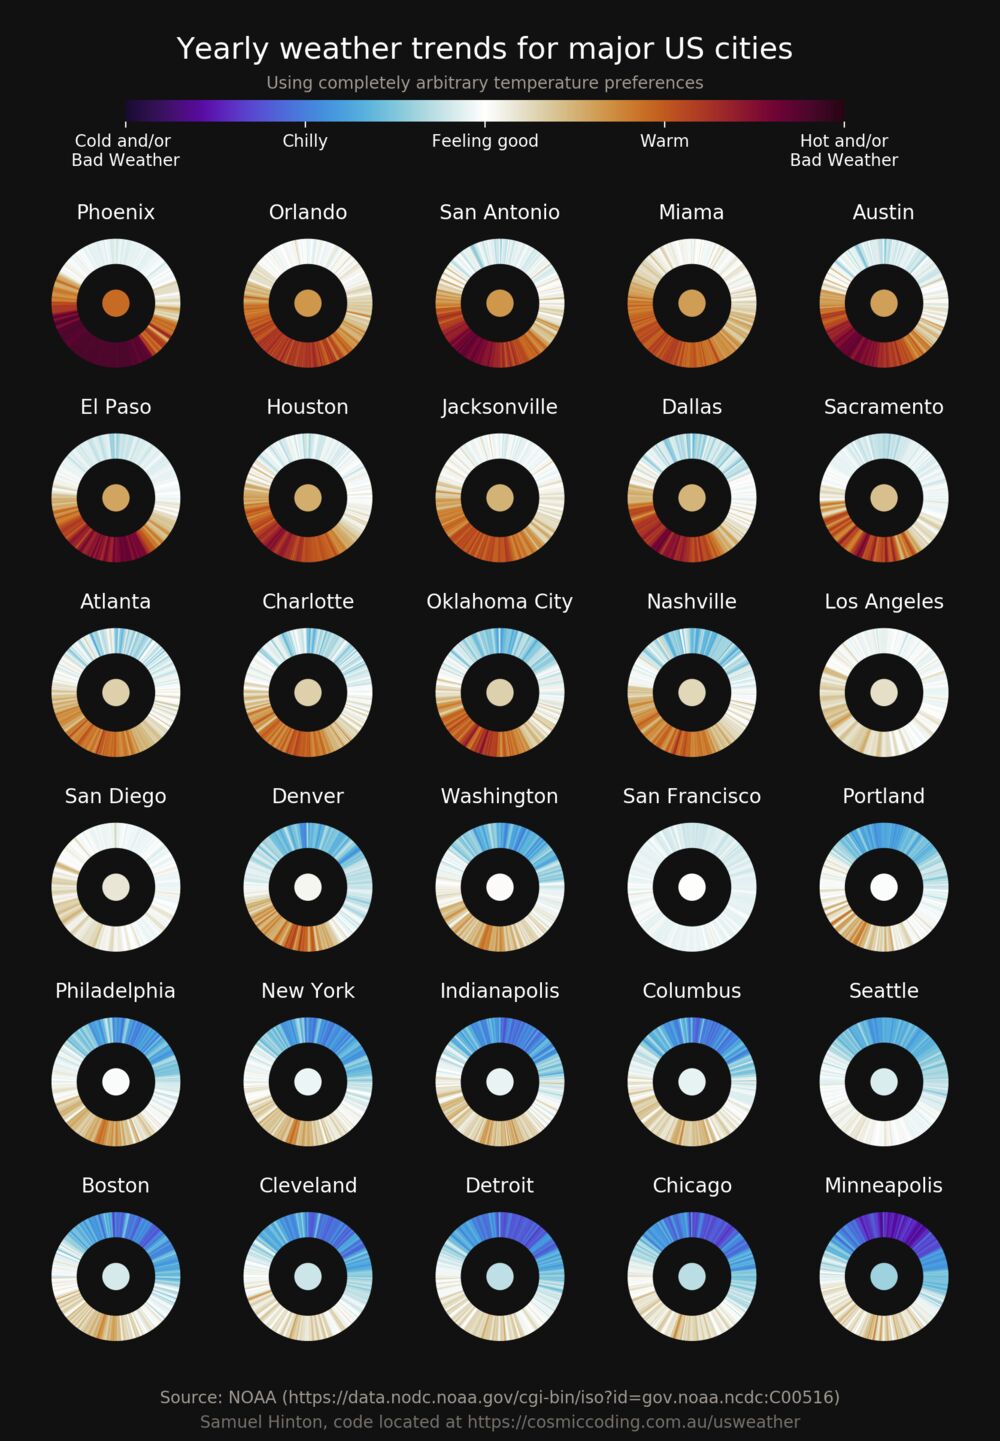 Yearly weather trends for major US cities
Using completely arbitrary temperature preferences
Cold and/or Bad Weather
Chilly
Feeling good
Warm
Hot and/or Bad Weather
Phoenix
Orlando
San Antonio
Miama
Austin
El Paso
Houston
Jacksonville
Dallas
Sacramento
Atlanta
Charlotte
Oklahoma City
Nashville
Los Angeles
San Diego
Denver
Washington
San Francisco
Portland
Philadelphia
New York
Indianapolis
Columbus
Seattle
Boston
Cleveland
Detroit
Chicago
Minneapolis
Source: NOAA (https://data.nodc.noaa.gov/cgi-bin/iso?id=gov.noaa.ncdc:C00516)
Samuel Hinton, code located at https://cosmiccoding.com.au/usweather